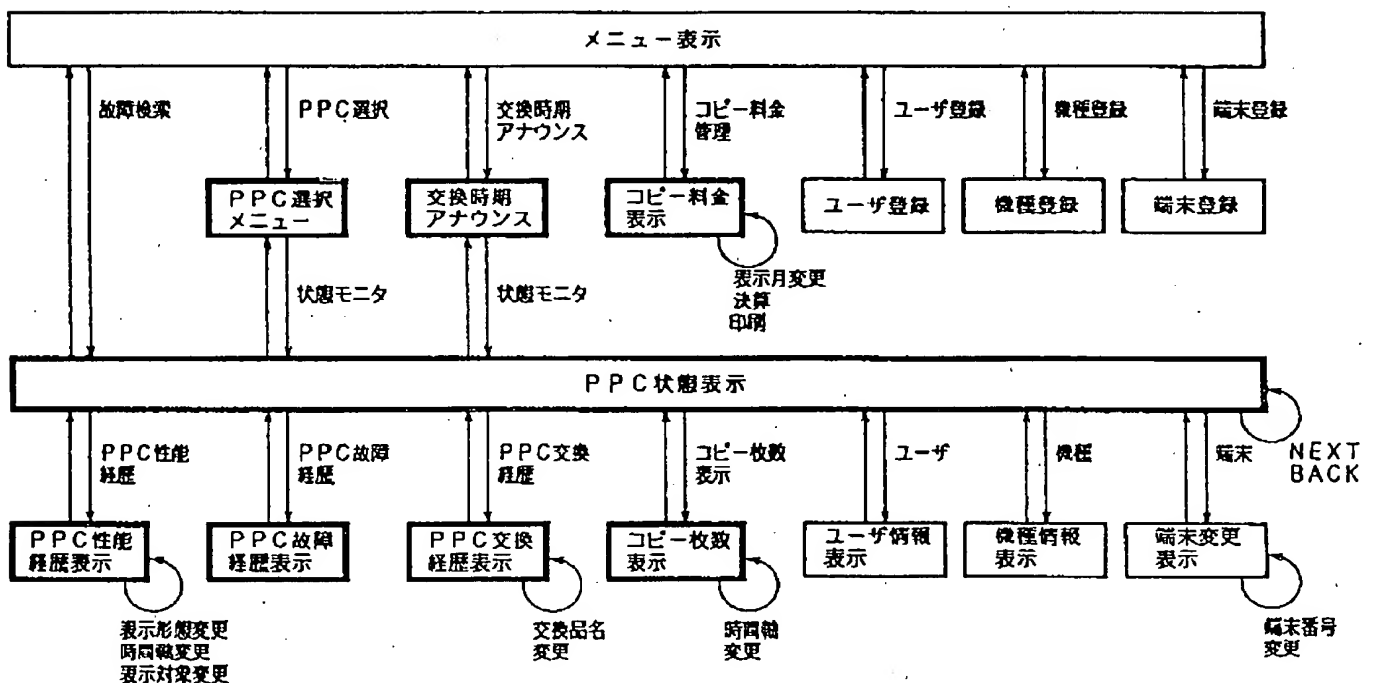 メニュー表示
故障検索
PPC選択
交換時期
アナウンス
コピー料金
管理
ユーザ登録
機種登録
端末登録
PPC選択
メニュー
交換時期
アナウンス
コピー料金
表示
ユーザ登録
機種登録
端末登録
状態モニタ
状態モニタ
表示月変更
決算
印刷
PPC状態表示
PPC性能
経歴
PPC故障
経歴
PPC交換
経歴
コピー枚数
表示
ユーザ
機種
端末
NEXT
BACK
PPC性能
経歴表示
PPC故障
経歴表示
PPC交換
経歴表示
コピー枚数
表示
ユーザ情報
表示
機種情報
表示
端末変更
表示
表示形態変更
時間軸変更
表示対象変更
交換品名
変更
時間軸
変更
端末番号
変更